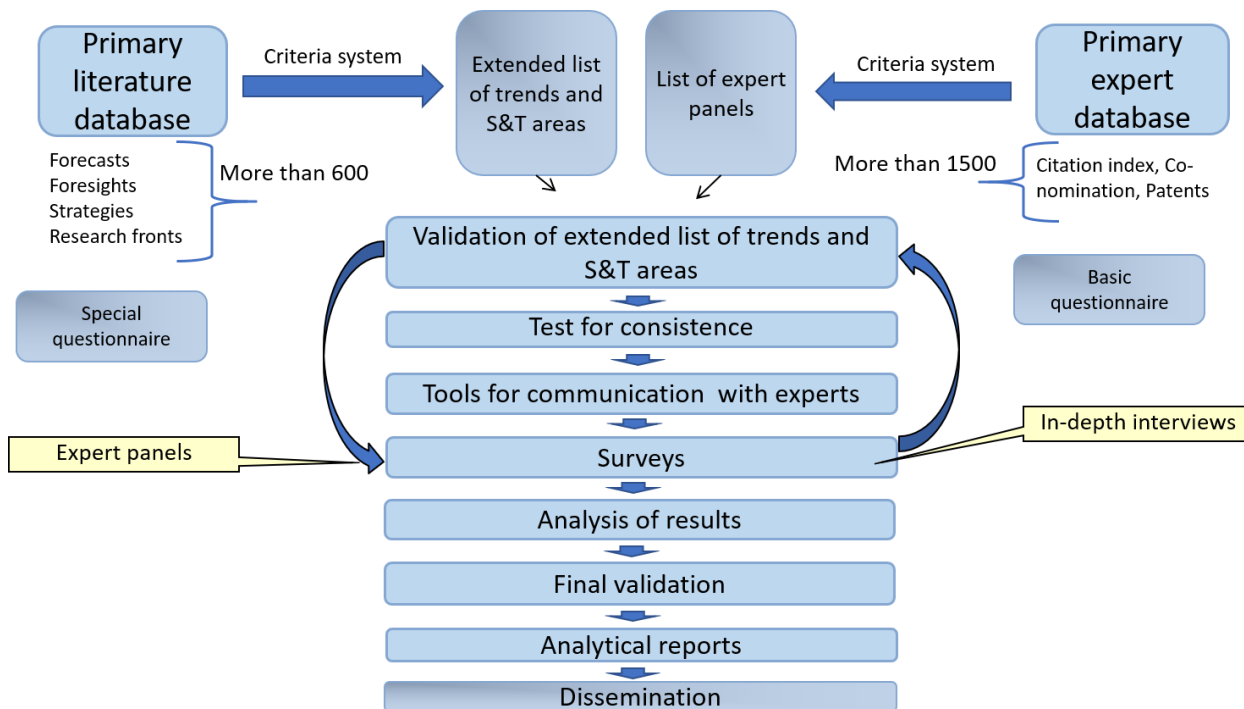 Primary
literature
database
Criteria system
Extended list
of trends and
S&T areas
List of expert
panels
Criteria system
Primary
expert
database
Forecasts
Foresights
Strategies
Research fronts
More than 600
More than 1500
Citation index, Co-
nomination, Patents
Validation of extended list of trends and
S&T areas
Special
questionnaire
Basic
questionnaire
Test for consistence
Tools for communication  with experts
Expert panels
In-depth interviews
Surveys
Analysis of results
Final validation
Analytical reports
Dissemination